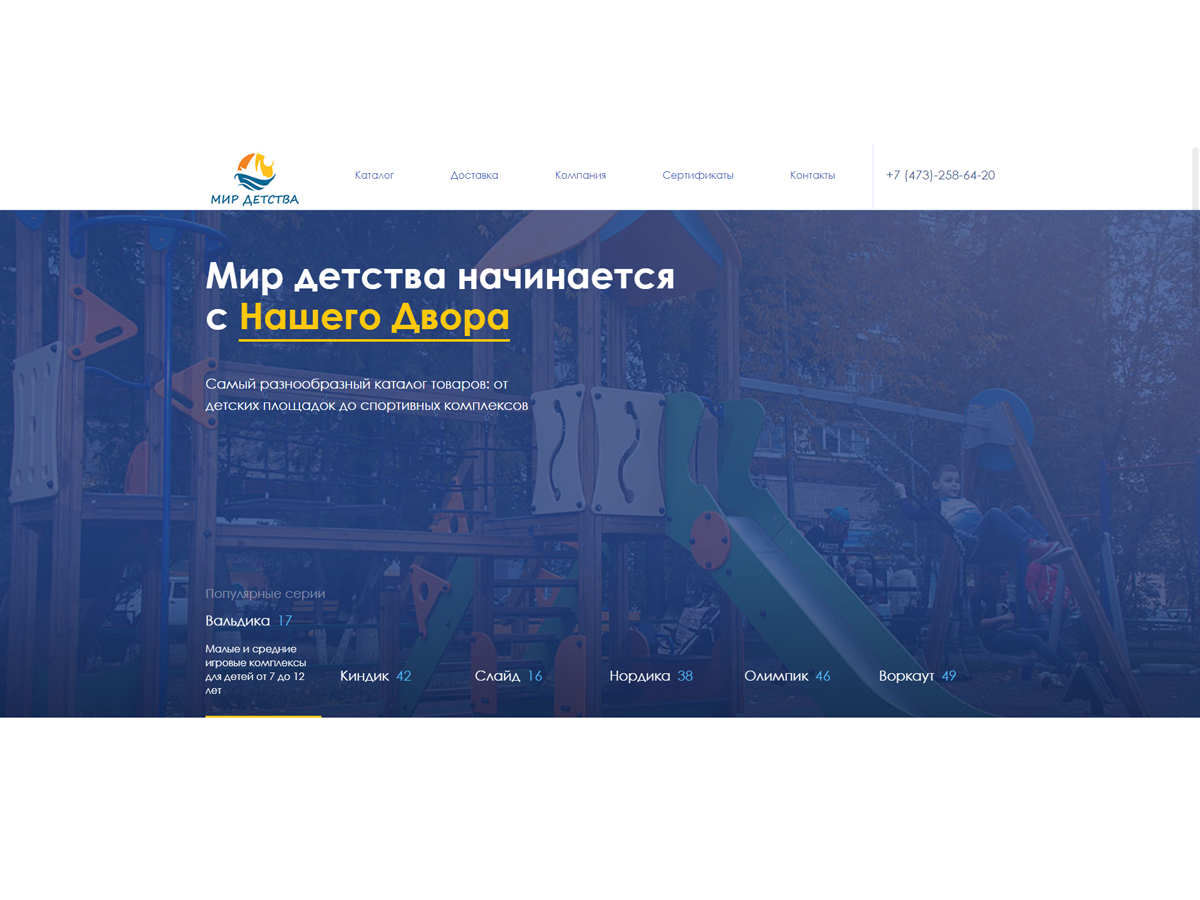 МИР ДЕТСТВА
Каталог
Доставка
Компания
Сертификаты
Контакты
+7 (473)-258-64-20
Мир детства начинается
с Нашего Двора
Самый разнообразный каталог товаров: от
детских площадок до спортивных комплексов
Популярные серии
Вальдика 17
Малые и средние
игровые комплексы
для детей от 7 до 12
лет
Киндик 42
Слайд 16
Нордика 38
Олимпик 46
Воркаут 49